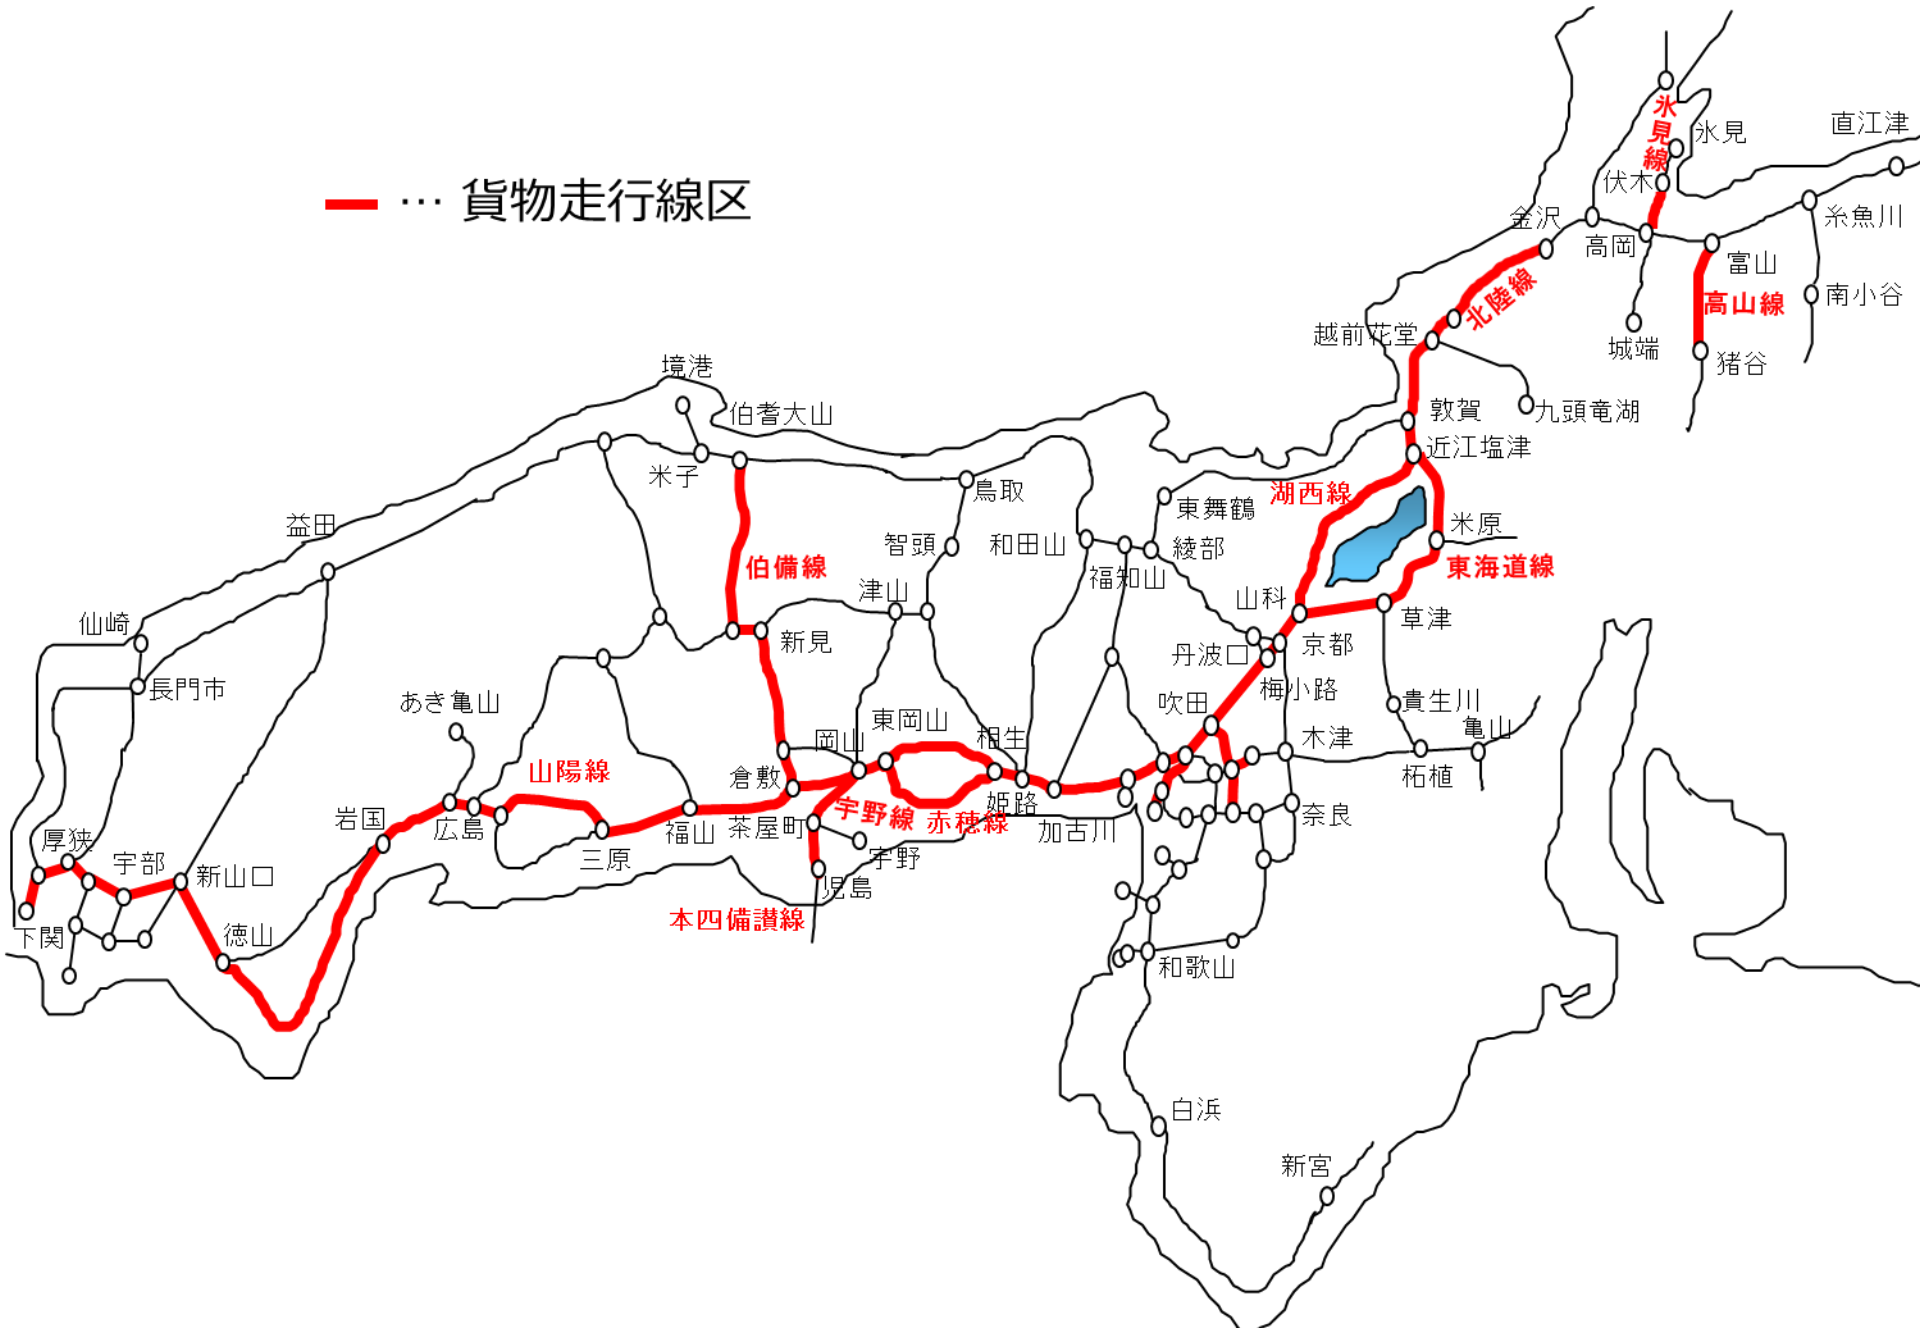 … 貨物走行線区
氷見線
氷見
直江津
伏木
金沢
高岡
糸魚川
富山
北陸線
高山線
南小谷
越前花堂
城端
猪谷
境港
伯耆大山
敦賀
九頭竜湖
近江塩津
米子
鳥取
湖西線
東舞鶴
米原
益田
智頭
和田山
綾部
伯備線
福知山
東海道線
津山
山科
草津
仙崎
新見
丹波口
京都
長門市
あき亀山
梅小路
貴生川
吹田
東岡山
亀山
岡山
相生
木津
山陽線
倉敷
柘植
岩国
広島
福山
茶屋町
宇野線
赤穂線
姫路
加古川
奈良
厚狭
宇部
三原
宇野
新山口
児島
本四備讃線
下関
徳山
和歌山
白浜
新宮